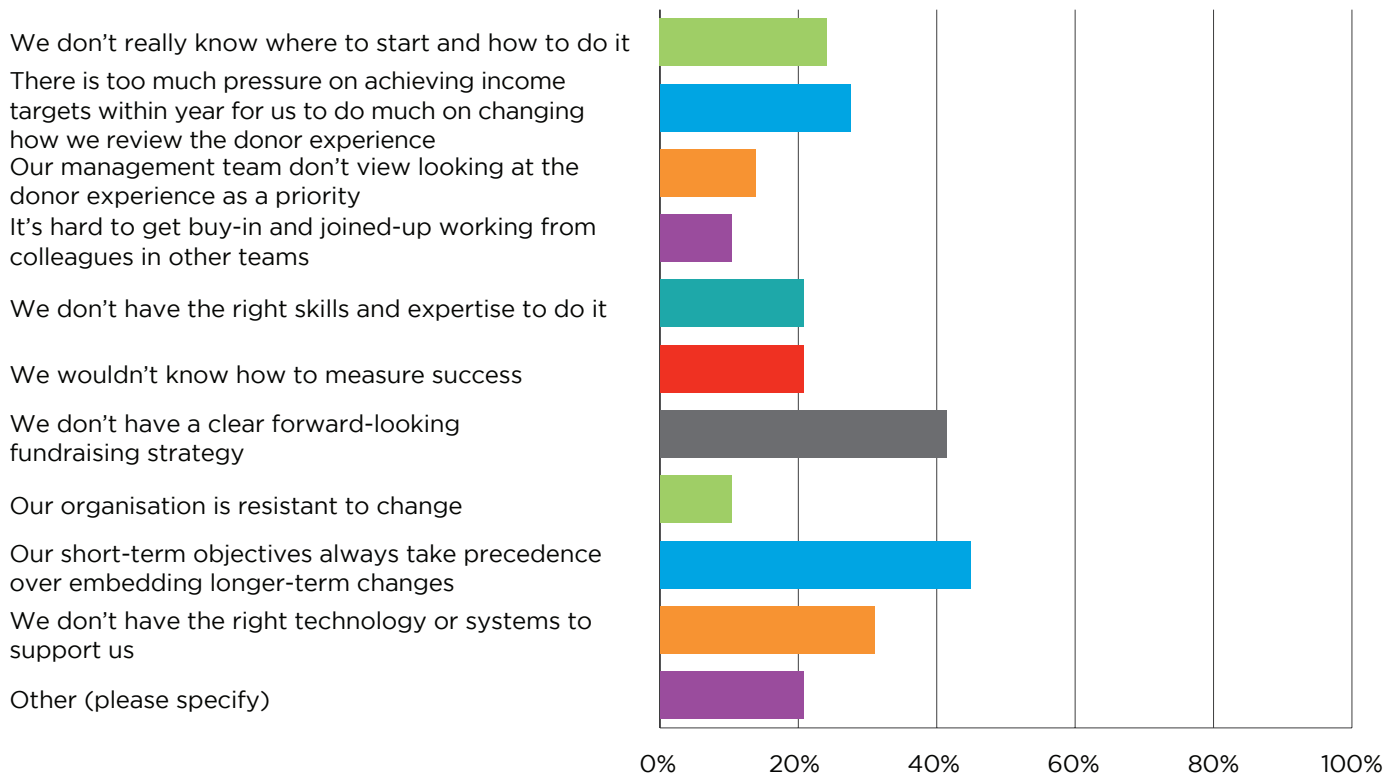 We don’t really know where to start and how to do it
There is too much pressure on achieving income
targets within year for us to do much on changing
how we review the donor experience
Our management team don’t view looking at the
donor experience as a priority
It’s hard to get buy-in and joined-up working from
colleagues in other teams
We don’t have the right skills and expertise to do it
We wouldn’t know how to measure success
We don’t have a clear forward-looking
fundraising strategy
Our organisation is resistant to change
Our short-term objectives always take precedence
over embedding longer-term changes
We don’t have the right technology or systems to
support us
Other (please specify)
0% 20% 40% 60% 80% 100%